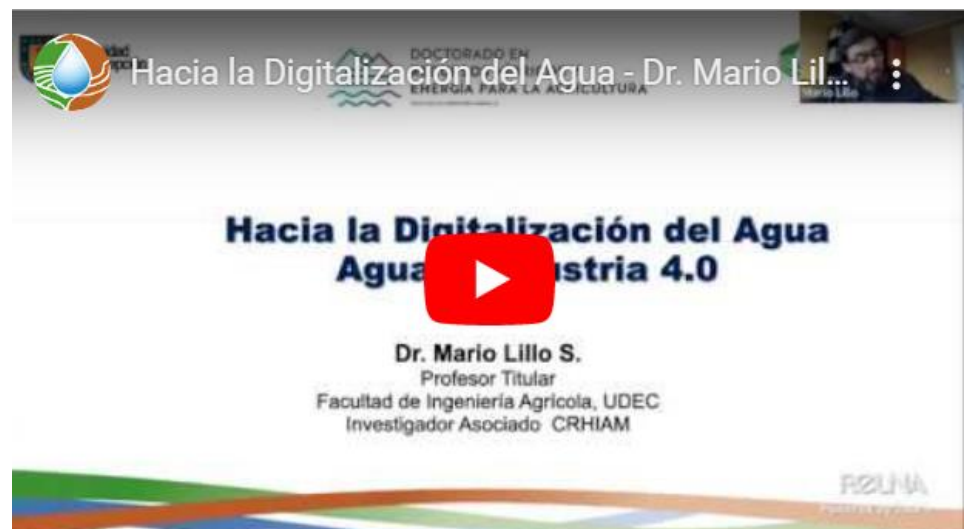 Hacia la Digitalización del Agua - Dr. Mario Lil...
DOCTORADO EN
ENERGÍA PARA LA AGRICULTURA
Mario Lillo
Hacia la Digitalización del Agua
Agua ustria 4.0
Dr. Mario Lillo S.
Profesor Titular
Facultad de Ingeniería Agrícola, UDEC
Investigador Asociado CRHIAM